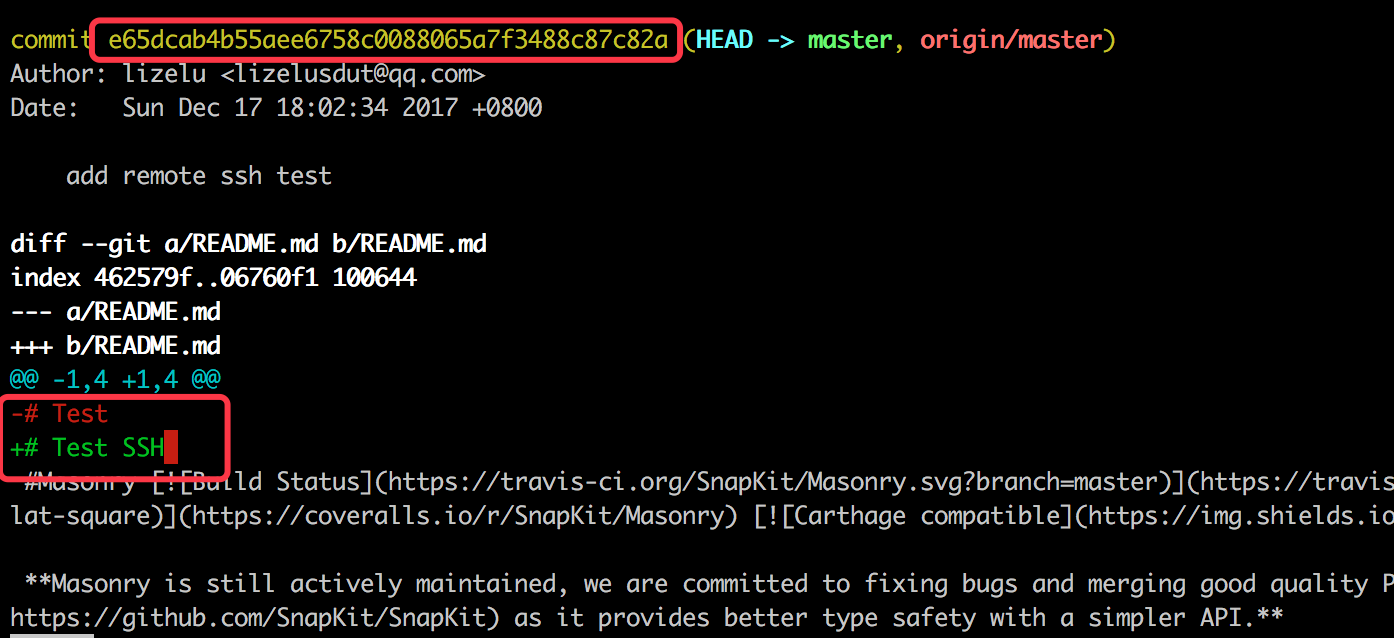 commit e65dcab4b55aee6758c0088065a7f3488c87c82a (HEAD -> master, origin/master)
Author: lizelu <lizelusdut@qq.com>
Date:   Sun Dec 17 18:02:34 2017 +0800
    add remote ssh test
diff --git a/README.md b/README.md
index 462579f..06760f1 100644
--- a/README.md
+++ b/README.md
@@ -1,4 +1,4 @@
-# Test
+# Test SSH
 #Masonry [![Build Status](https://travis-ci.org/SnapKit/Masonry.svg?branch=master)](https://travis
lat-square)](https://coveralls.io/r/SnapKit/Masonry) [![Carthage compatible](https://img.shields.io
 **Masonry is still actively maintained, we are committed to fixing bugs and merging good quality P
https://github.com/SnapKit/SnapKit) as it provides better type safety with a simpler API.**